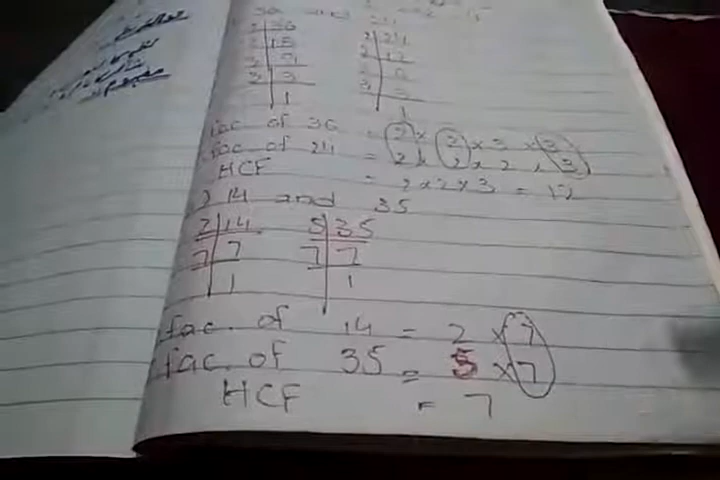 36 and 24
2 36 2 24
2 18 2 12
3 9 2 6
3 3 3 3
1 1
fac. of 36 = 2 x 2 x 3 x 3
fac. of 24 = 2 x 2 x 2 x 3
HCF = 2 x 2 x 3 = 12
14 and 35
2 14 5 35
7 7 7 7
1 1
fac. of 14 = 2 x 7
fac. of 35 = 5 x 7
HCF = 7